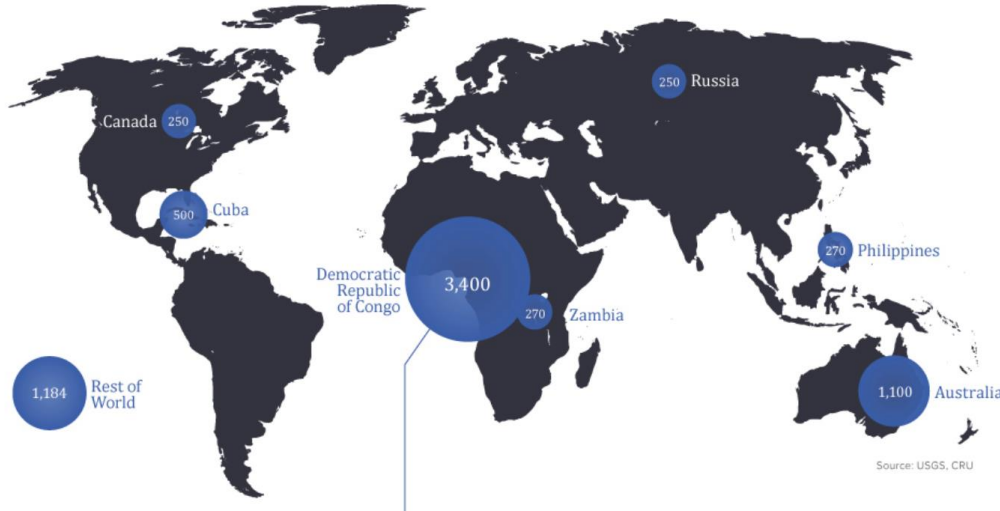 250
Russia
Canada
250
500
Cuba
270
Philippines
Democratic
Republic
of Congo
3,400
270
Zambia
1,184
Rest of
World
1,100
Australia
Source: USGS, CRU